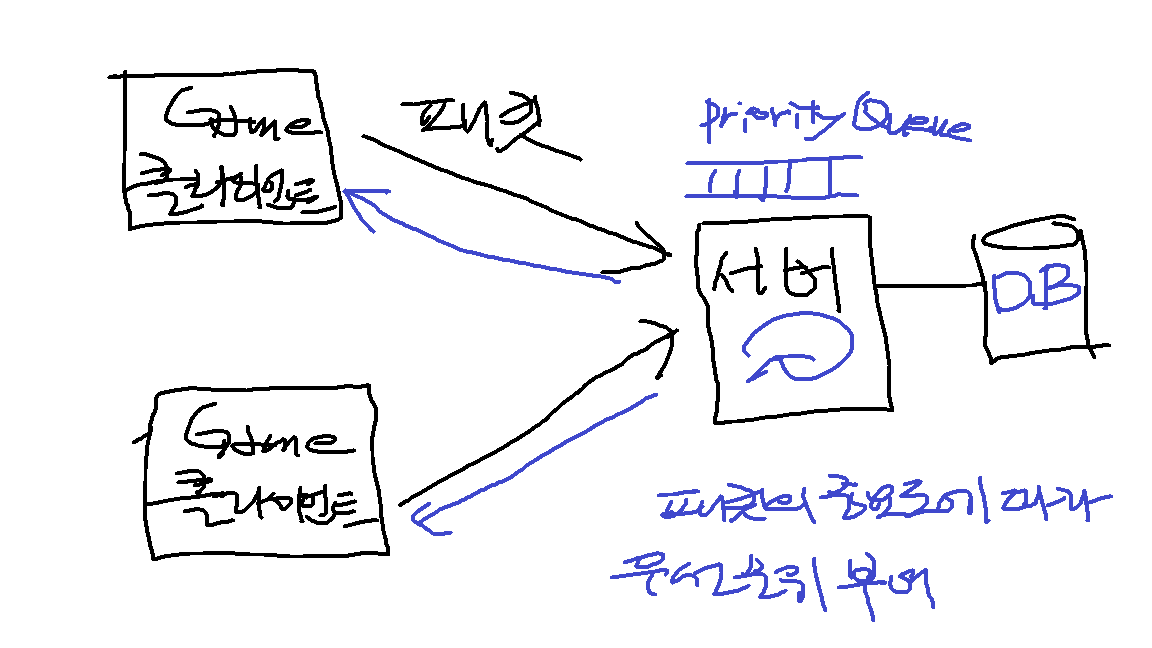 Game
클라이언트
패킷
Priority Queue
서버
DB
Game
클라이언트
패킷의 중요도에 따라
우선순위 부여